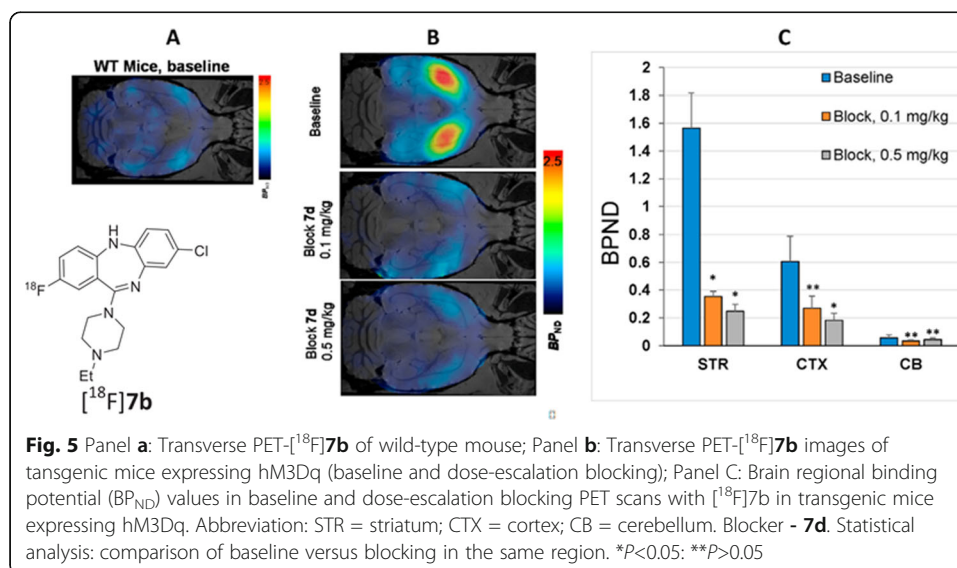 A
WT Mice, baseline
2.5
BPND
H
N
Cl
18F
N
N
N
Et
[18F]7b
B
Baseline
Block 7d
0.1 mg/kg
Block 7d
0.5 mg/kg
2.5
0
BPND
C
2
1.8
1.6
1.4
1.2
1
0.8
0.6
0.4
0.2
0
BPND
Baseline
Block, 0.1 mg/kg
Block, 0.5 mg/kg
*
*
**
*
**
**
STR
CTX
CB
Fig. 5 Panel a: Transverse PET-[18F]7b of wild-type mouse; Panel b: Transverse PET-[18F]7b images of
tansgenic mice expressing hM3Dq (baseline and dose-escalation blocking); Panel C: Brain regional binding
potential (BPND) values in baseline and dose-escalation blocking PET scans with [18F]7b in transgenic mice
expressing hM3Dq. Abbreviation: STR = striatum; CTX = cortex; CB = cerebellum. Blocker - 7d. Statistical
analysis: comparison of baseline versus blocking in the same region. *P<0.05: **P>0.05